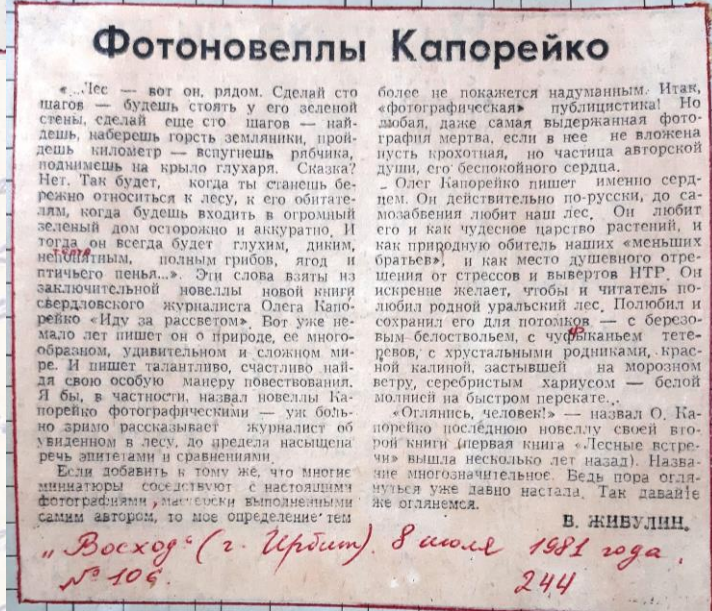 Фотоновеллы Капорейко
«...Лес — вот он, рядом. Сделай сто
шагов — будешь стоять у его зеленой
стены, сделай еще сто шагов — най-
дешь, наберешь горсть земляники, прой-
дешь километр — вспугнешь рябчика,
поднимешь на крыло глухаря. Сказка?
Нет. Так будет, когда ты станешь бе-
режно относиться к лесу, к его обитате-
лям, когда будешь входить в огромный
зеленый дом осторожно и аккуратно. И
тогда он всегда будет глухим, диким,
непонятным, полным грибов, ягод и
птичьего пенья...». Эти слова взяты из
заключительной новеллы новой книги
свердловского журналиста Олега Капо-
рейко «Иду за рассветом». Вот уже не-
мало лет пишет он о природе, ее много-
образном, удивительном и сложном ми-
ре. И пишет талантливо, счастливо най-
дя свою особую манеру повествования.
Я бы, в частности, назвал новеллы Ка-
порейко фотографическими — уж боль-
но зримо рассказывает журналист об
увиденном в лесу, до предела насыщена
речь эпитетами и сравнениями.
Если добавить к тому же, что многие
миниатюры соседствуют с настоящими
фотографиями, мастерски выполненными
самим автором, то мое определение тем
более не покажется надуманным. Итак,
«фотографическая» публицистика! Но
любая, даже самая выдержанная фото-
графия мертва, если в нее не вложена
пусть крохотная, но частица авторской
души, его беспокойного сердца.
Олег Капорейко пишет именно серд-
цем. Он действительно по-русски, до са-
мозабвения любит наш лес. Он любит
его и как чудесное царство растений, и
как природную обитель наших «меньших
братьев», и как место душевного отре-
шения от стрессов и вывертов НТР. Он
искренне желает, чтобы и читатель по-
любил родной уральский лес. Полюбил и
сохранил его для потомков — с березо-
вым белоствольем, с чуфыканьем тете-
ревов, с хрустальными родниками, крас-
ной калиной, застывшей на морозном
ветру, серебристым хариусом — белой
молнией на быстром перекате...
«Оглянись, человек!» — назвал О. Ка-
порейко последнюю новеллу своей вто-
рой книги (первая книга «Лесные встре-
чи» вышла несколько лет назад). Назва-
ние многозначительное. Ведь пора огля-
нуться уже давно настала. Так давайте
же оглянемся.
В. ЖИБУЛИН.
„Восход" (г. Ирбит). 8 июля 1981 года.
№ 106. 244